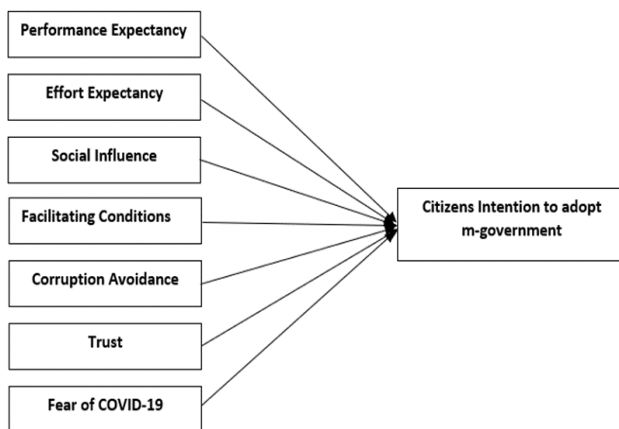 Performance Expectancy
Effort Expectancy
Social Influence
Facilitating Conditions
Corruption Avoidance
Trust
Fear of COVID-19
Citizens Intention to adopt
m-government